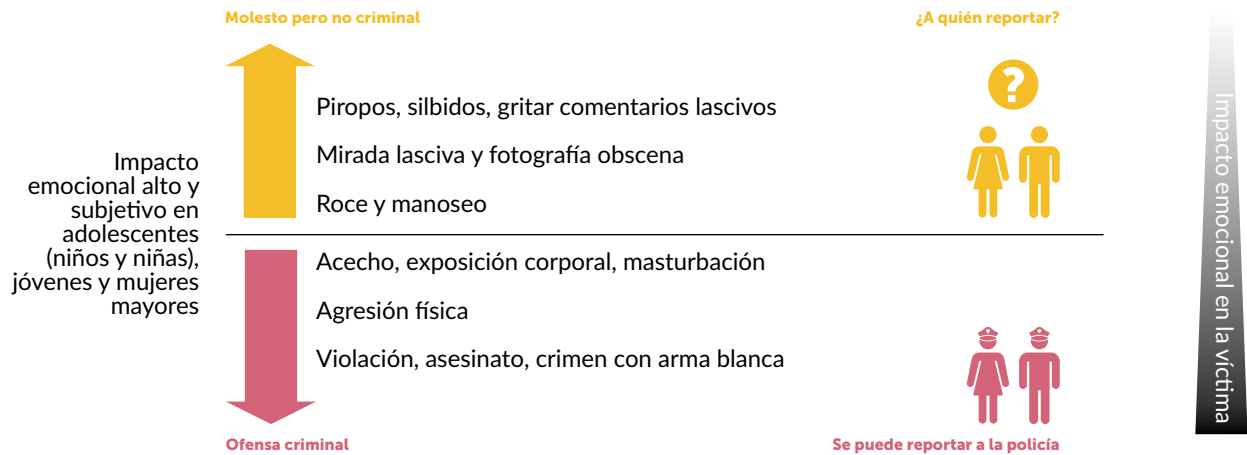 Molesto pero no criminal
¿A quién reportar?
?
Piropos, silbidos, gritar comentarios lascivos
Mirada lasciva y fotografía obscena
Roce y manoseo
Impacto
emocional alto y
subjetivo en
adolescentes
(niños y niñas),
jóvenes y mujeres
mayores
Acecho, exposición corporal, masturbación
Agresión física
Violación, asesinato, crimen con arma blanca
Ofensa criminal
Se puede reportar a la policía
Impacto emocional en la víctima